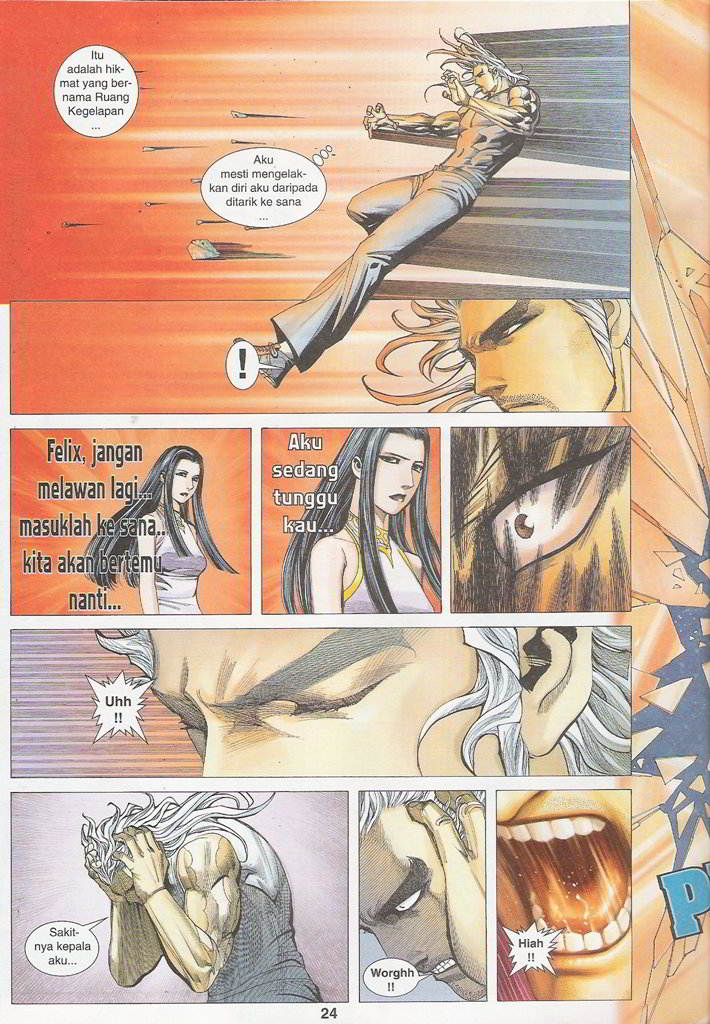 Itu
adalah hik-
mat yang ber-
nama Ruang
Kegelapan
...
Aku
mesti mengelak-
kan diri aku daripada
ditarik ke sana
...
!
Felix, jangan
melawan lagi...
masuklah ke sana..
kita akan bertemu
nanti...
Aku
sedang
tunggu
kau...
Uhh
!!
Sakit-
nya kepala
aku...
Worghh
!!
Hiah
!!
P
24